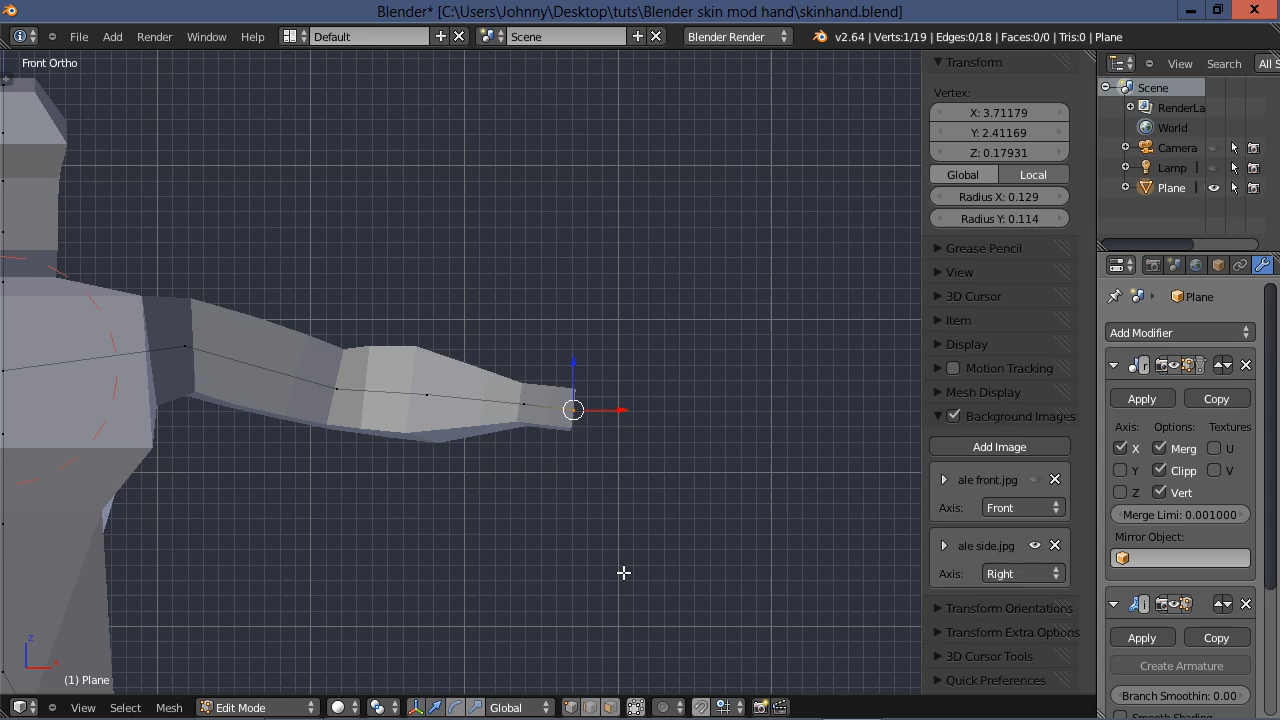 Blender* [C:\Users\Johnny\Desktop\tuts\Blender skin mod hand\skinhand.blend]
File Add Render Window Help Default Scene Blender Render v2.64 | Verts:1/19 | Edges:0/18 | Faces:0/0 | Tris:0 | Plane
Front Ortho
(1) Plane
z
x
Transform
Vertex:
X: 3.71179
Y: 2.41169
Z: 0.17931
Global Local
Radius X: 0.129
Radius Y: 0.114
Grease Pencil
View
3D Cursor
Item
Display
Motion Tracking
Mesh Display
Background Images
Add Image
ale front.jpg
Axis: Front
ale side.jpg
Axis: Right
Transform Orientations
Transform Extra Options
3D Cursor Tools
Quick Preferences
View Search All S
Scene
RenderLa
World
Camera
Lamp
Plane
Plane
Add Modifier
Apply Copy
Axis: Options: Textures
X Merg U
Y Clipp V
Z Vert
Merge Limi: 0.001000
Mirror Object:
Apply Copy
Create Armature
Branch Smoothin: 0.00
Smooth Shading
View Select Mesh Edit Mode Global